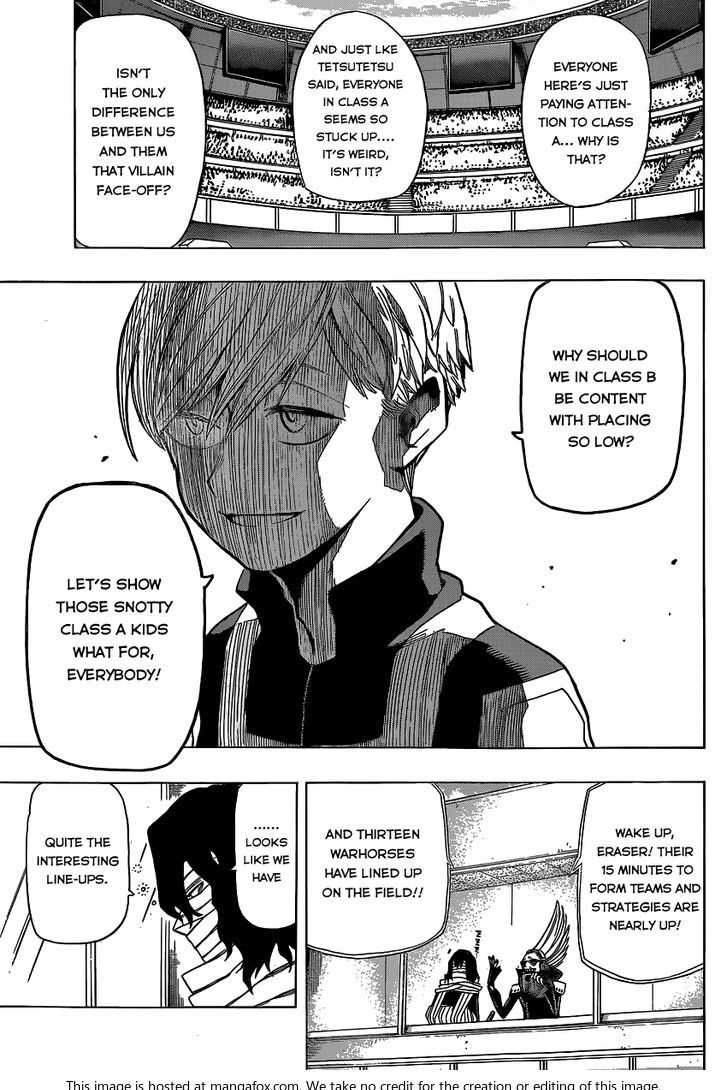 EVERYONE
HERE'S JUST
PAYING ATTEN-
TION TO CLASS
A... WHY IS
THAT?
AND JUST LKE
TETSUTETSU
SAID, EVERYONE
IN CLASS A
SEEMS SO
STUCK UP....
IT'S WEIRD,
ISN'T IT?
ISN'T
THE ONLY
DIFFERENCE
BETWEEN US
AND THEM
THAT VILLAIN
FACE-OFF?
WHY SHOULD
WE IN CLASS B
BE CONTENT
WITH PLACING
SO LOW?
LET'S SHOW
THOSE SNOTTY
CLASS A KIDS
WHAT FOR,
EVERYBODY!
WAKE UP,
ERASER! THEIR
15 MINUTES TO
FORM TEAMS AND
STRATEGIES ARE
NEARLY UP!
AND THIRTEEN
WARHORSES
HAVE LINED UP
ON THE FIELD!!
......
LOOKS
LIKE WE
HAVE
QUITE THE
INTERESTING
LINE-UPS.
This image is hosted at mangafox.com. We take no credit for the creation or editing of this image.